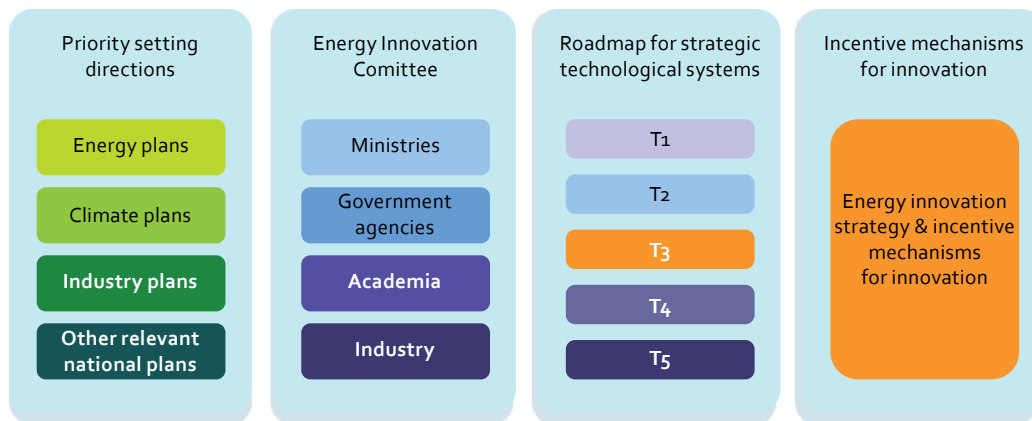 Priority setting
directions
Energy plans
Climate plans
Industry plans
Other relevant
national plans
Energy Innovation
Comittee
Ministries
Government
agencies
Academia
Industry
Roadmap for strategic
technological systems
T1
T2
T3
T4
T5
Incentive mechanisms
for innovation
Energy innovation
strategy & incentive
mechanisms
for innovation